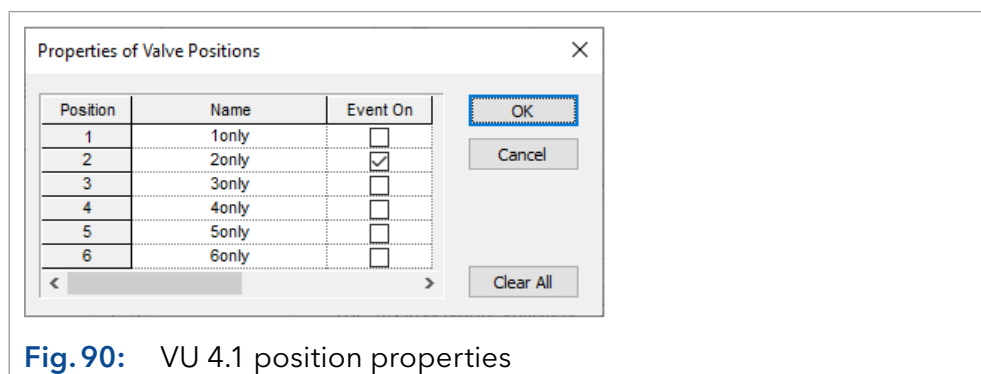 Properties of Valve Positions
Position Name Event On
1 1only
2 2only
3 3only
4 4only
5 5only
6 6only
OK
Cancel
Clear All
Fig. 90: VU 4.1 position properties